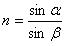 n = sin α / sin β